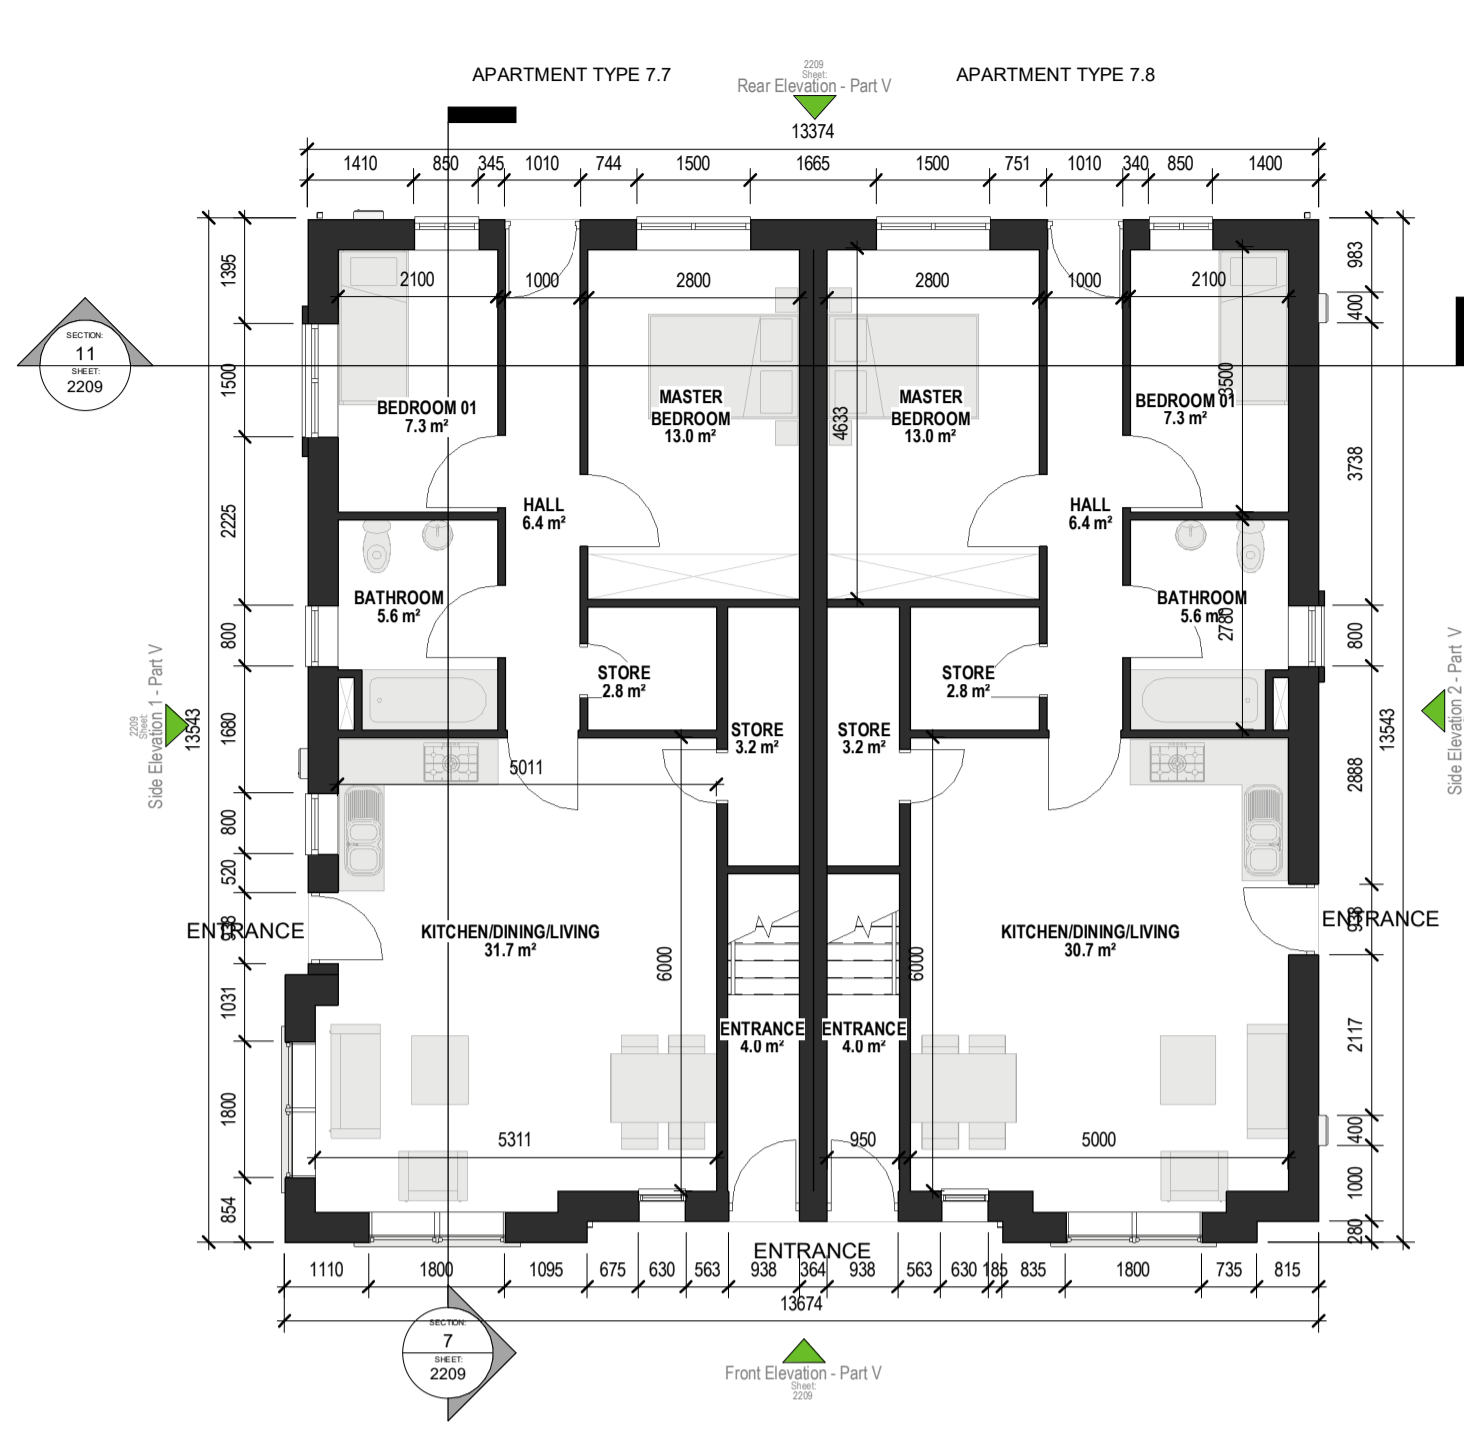 APARTMENT TYPE 7.7
2209
Sheet:
Rear Elevation - Part V
APARTMENT TYPE 7.8
13374
1410 850 345 1010 744 1500 1665 1500 751 1010 340 850 1400
1395
1500
2225
800
1680
800
520
938
1031
1800
854
13543
983
400
3738
800
2888
938
2117
400
1000
280
13543
2100 1000 2800 2800 1000 2100
SECTION:
11
SHEET:
2209
BEDROOM 01
7.3 m²
MASTER
BEDROOM
13.0 m²
4633
MASTER
BEDROOM
13.0 m²
BEDROOM 01
7.3 m²
3500
HALL
6.4 m²
HALL
6.4 m²
BATHROOM
5.6 m²
BATHROOM
5.6 m²
2780
STORE
2.8 m²
STORE
2.8 m²
STORE
3.2 m²
STORE
3.2 m²
2209
Sheet:
Side Elevation 1 - Part V
Side Elevation 2 - Part V
5011
ENTRANCE
ENTRANCE
KITCHEN/DINING/LIVING
31.7 m²
6000
KITCHEN/DINING/LIVING
30.7 m²
6000
ENTRANCE
4.0 m²
ENTRANCE
4.0 m²
5311 950 5000
ENTRANCE
1110 1800 1095 675 630 563 938 364 938 563 630 185 835 1800 735 815
13674
SECTION:
7
SHEET:
2209
Front Elevation - Part V
Sheet:
2209